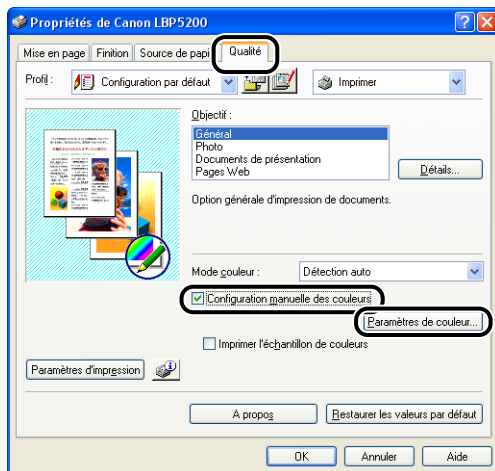 Propriétés de Canon LBP5200
Mise en page Finition Source de papi Qualité
Profil : Configuration par défaut Imprimer
Objectif :
Général
Photo
Documents de présentation
Pages Web
Détails...
Option générale d'impression de documents.
Mode couleur : Détection auto
Configuration manuelle des couleurs
Paramètres de couleur...
Imprimer l'échantillon de couleurs
Paramètres d'impression
A propos Restaurer les valeurs par défaut
OK Annuler Aide